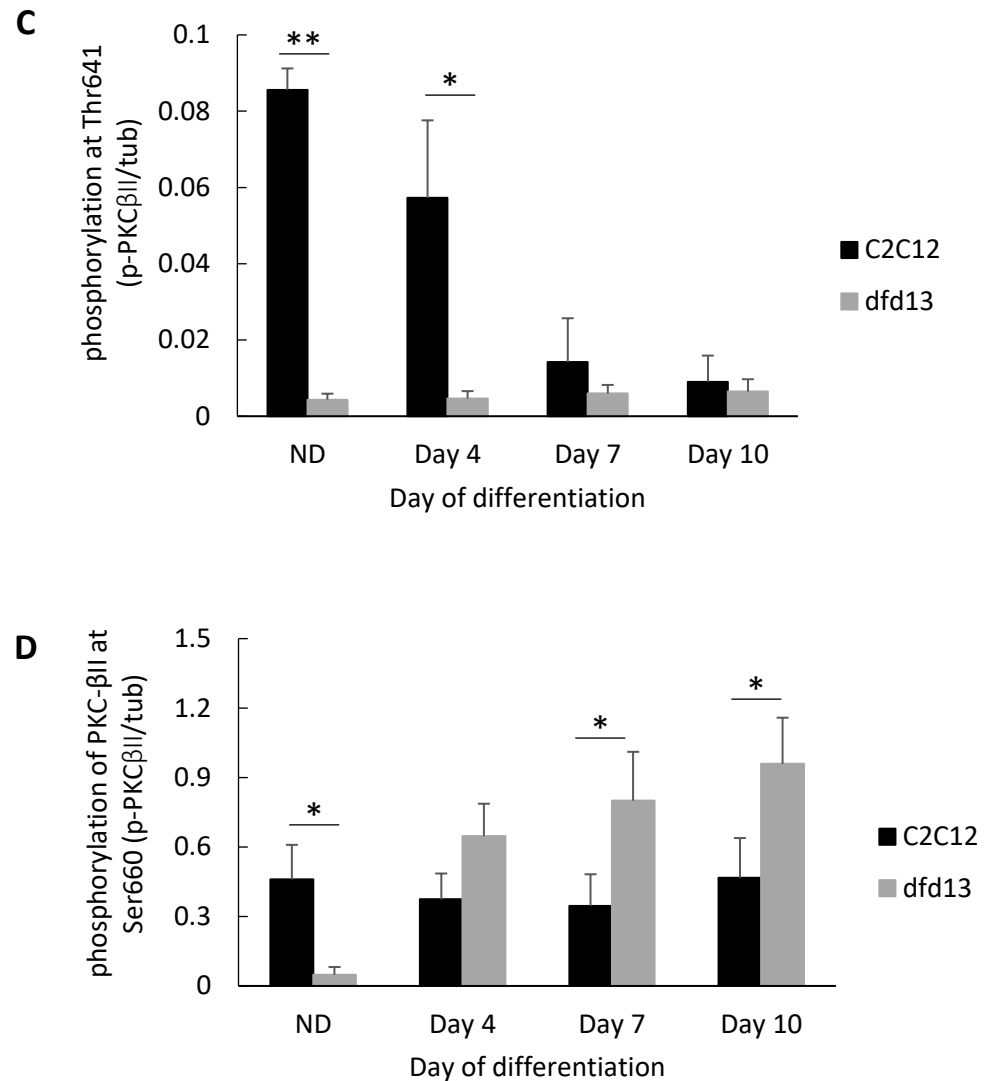 C
phosphorylation at Thr641
(p-PKCβII/tub)
0.1
0.08
0.06
0.04
0.02
0
**
*
ND
Day 4
Day 7
Day 10
Day of differentiation
C2C12
dfd13
D
phosphorylation of PKC-βII at
Ser660 (p-PKCβII/tub)
1.5
1.2
0.9
0.6
0.3
0
*
*
*
ND
Day 4
Day 7
Day 10
Day of differentiation
C2C12
dfd13